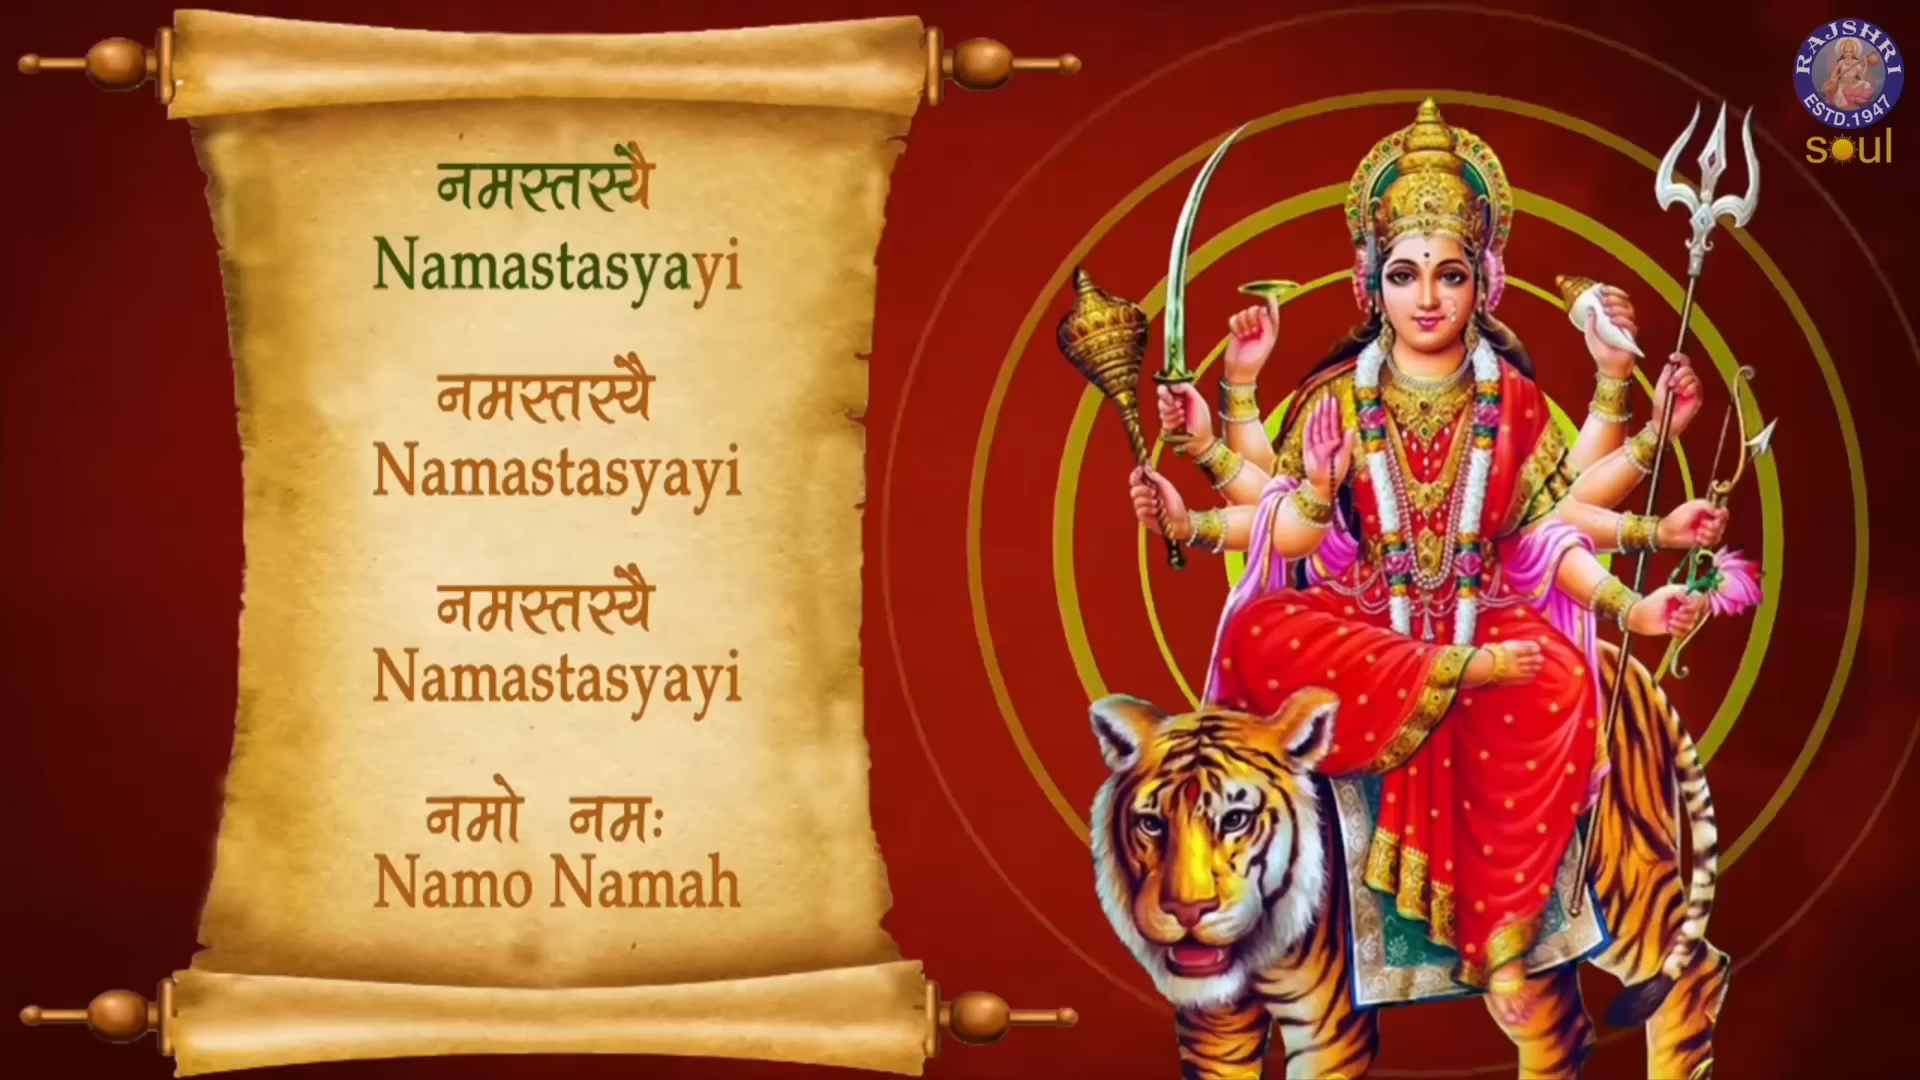 नमस्तस्यै
Namastasyayi
नमस्तस्यै
Namastasyayi
नमस्तस्यै
Namastasyayi
नमो नमः
Namo Namah
RAJSHRI
ESTD.1947
soul